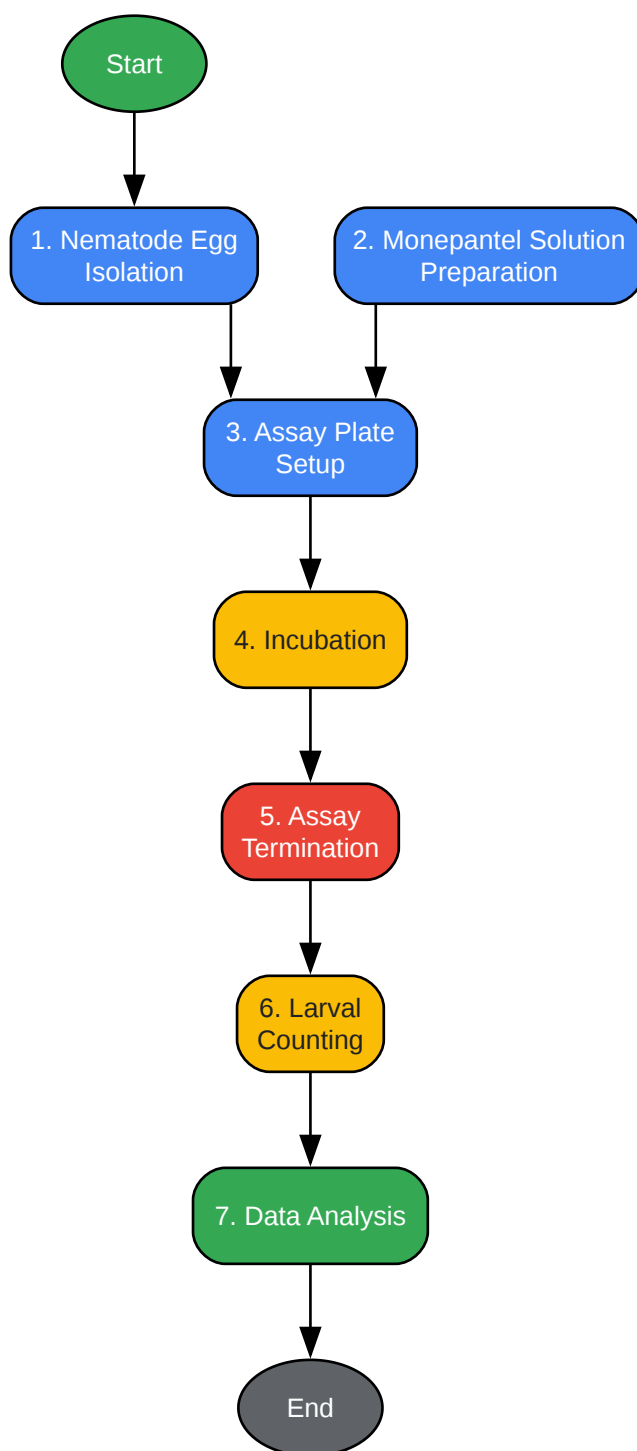 Start
1. Nematode Egg
Isolation
2. Monepantel Solution
Preparation
3. Assay Plate
Setup
4. Incubation
5. Assay
Termination
6. Larval
Counting
7. Data Analysis
End